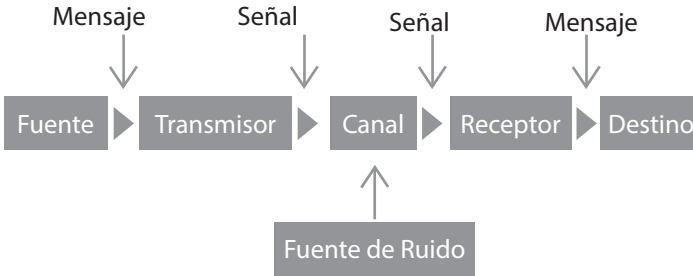 Mensaje
Señal
Señal
Mensaje
Fuente
Transmisor
Canal
Receptor
Destino
Fuente de Ruido